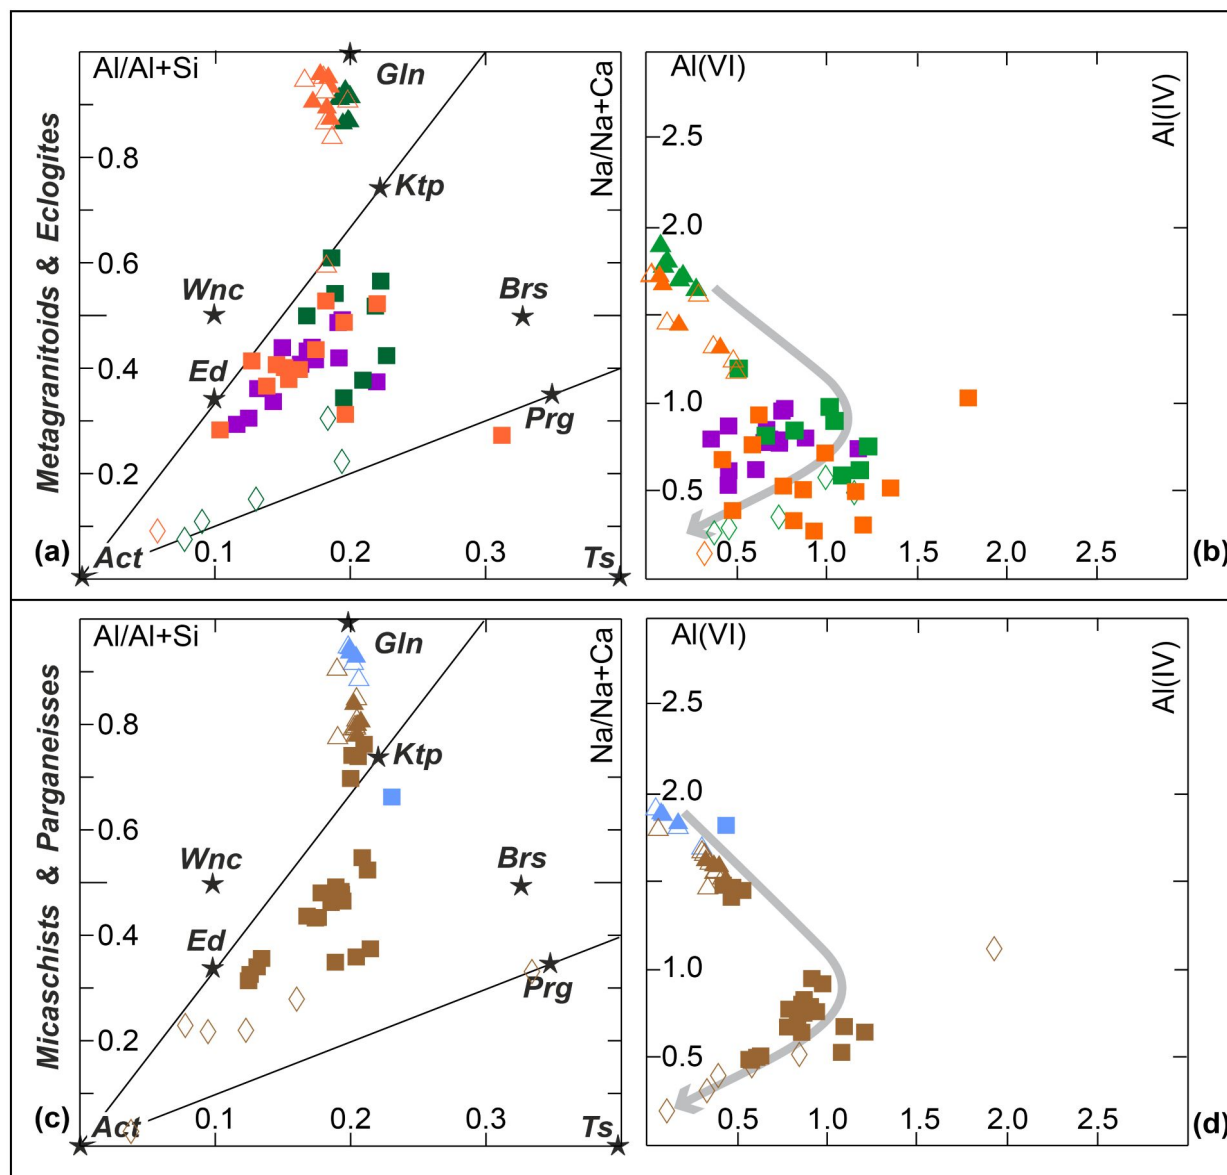 Metagranitoids & Eclogites
Al/Al+Si
Na/Na+Ca
Gln
0.8
Ktp
0.6
Wnc
Brs
Ed
0.4
Prg
0.2
(a)
Act
0.1
0.2
0.3
Ts
Al(VI)
Al(IV)
2.5
2.0
1.0
0.5
0.5
1.0
1.5
2.0
2.5
(b)
Micaschists & Pargneisses
Al/Al+Si
Na/Na+Ca
Gln
0.8
Ktp
0.6
Wnc
Brs
0.4
Ed
Prg
0.2
(c)
Act
0.1
0.2
0.3
Ts
Al(VI)
Al(IV)
2.5
2.0
1.0
0.5
0.5
1.0
1.5
2.0
2.5
(d)